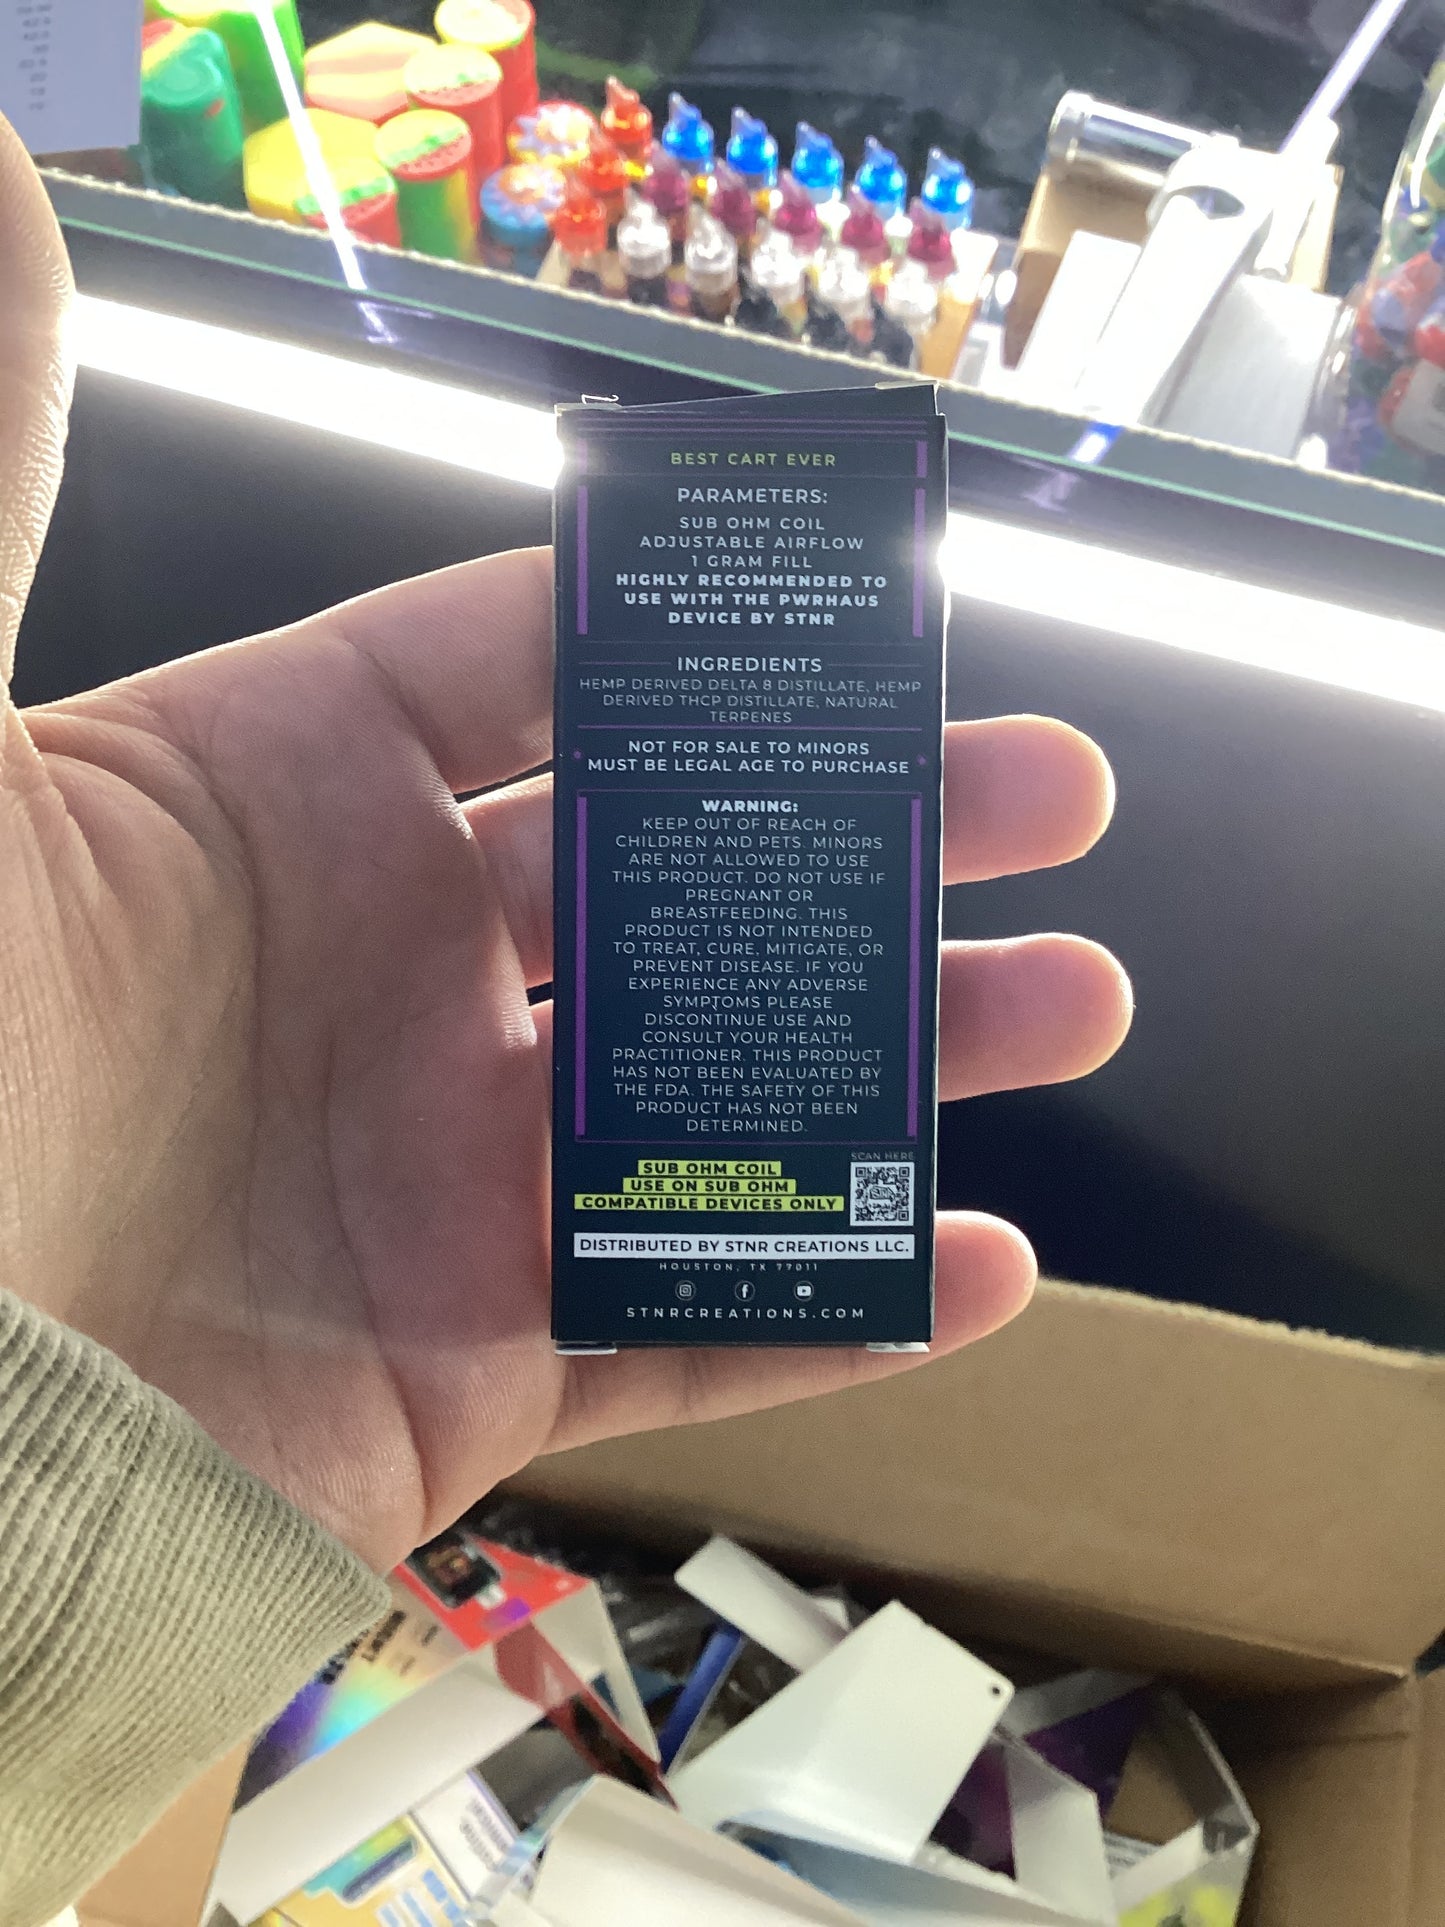 BEST CART EVER
PARAMETERS:
SUB OHM COIL
ADJUSTABLE AIRFLOW
1 GRAM FILL
HIGHLY RECOMMENDED TO
USE WITH THE PWRHAUS
DEVICE BY STNR
INGREDIENTS
HEMP DERIVED DELTA 8 DISTILLATE, HEMP
DERIVED THCP DISTILLATE, NATURAL
TERPENES
NOT FOR SALE TO MINORS
MUST BE LEGAL AGE TO PURCHASE
WARNING:
KEEP OUT OF REACH OF
CHILDREN AND PETS. MINORS
ARE NOT ALLOWED TO USE
THIS PRODUCT. DO NOT USE IF
PREGNANT OR
BREASTFEEDING. THIS
PRODUCT IS NOT INTENDED
TO TREAT, CURE, MITIGATE, OR
PREVENT DISEASE. IF YOU
EXPERIENCE ANY ADVERSE
SYMPTOMS PLEASE
DISCONTINUE USE AND
CONSULT YOUR HEALTH
PRACTITIONER. THIS PRODUCT
HAS NOT BEEN EVALUATED BY
THE FDA. THE SAFETY OF THIS
PRODUCT HAS NOT BEEN
DETERMINED.
SCAN HERE
SUB OHM COIL
USE ON SUB OHM
COMPATIBLE DEVICES ONLY
DISTRIBUTED BY STNR CREATIONS LLC.
HOUSTON, TX 77011
STNRCREATIONS.COM